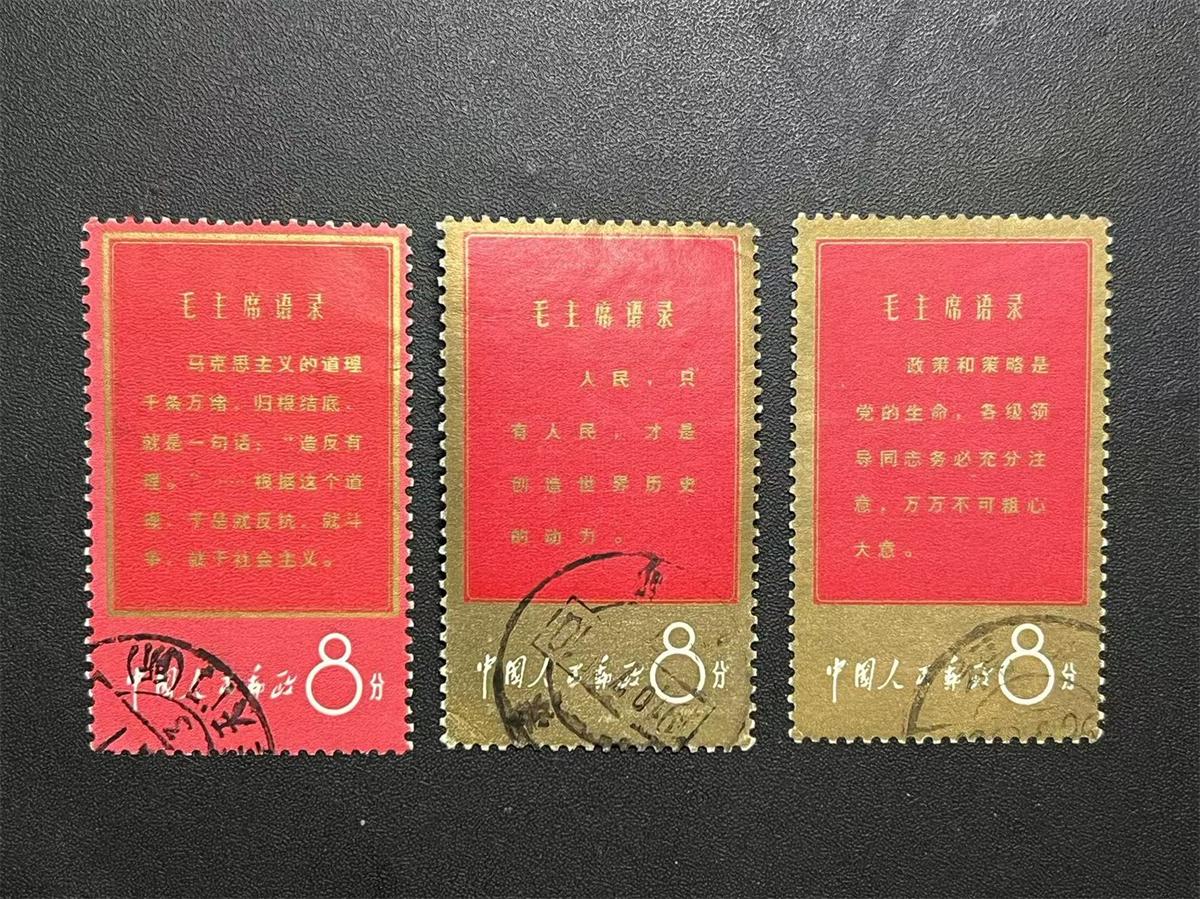 毛主席语录
马克思主义的道理
千条万绪，归根结底，
就是一句话：“造反有
理。”……根据这个道
理，于是就反抗，就斗
争，就干社会主义。
中国人民邮政8分
毛主席语录
人民，只
有人民，才是
创造世界历史
的动力。
中国人民邮政8分
毛主席语录
政策和策略是
党的生命，各级领
导同志务必充分注
意，万万不可粗心
大意。
中国人民邮政8分